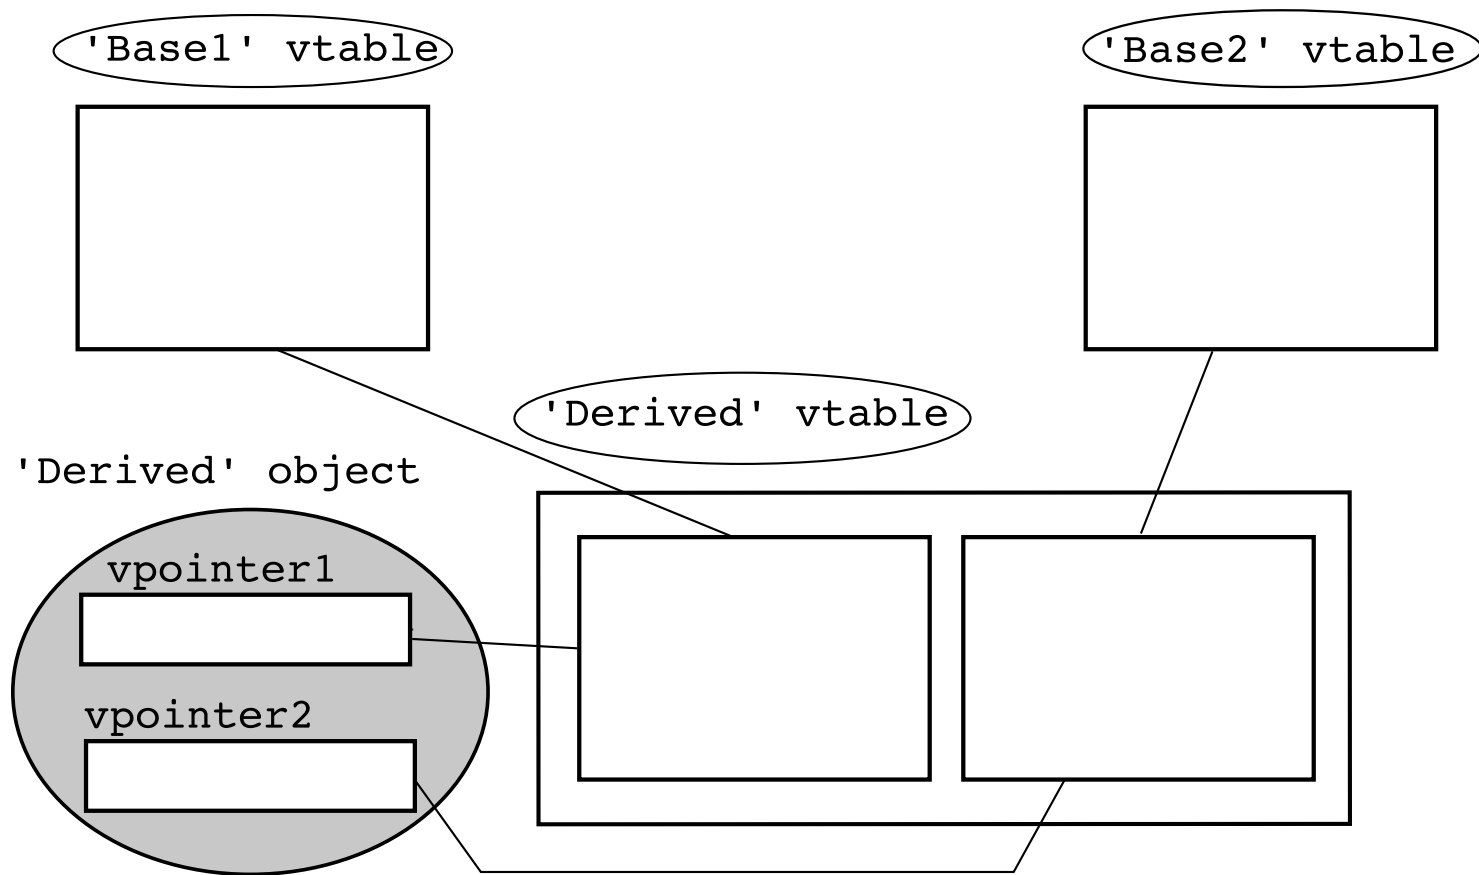 'Base1' vtable
'Base2' vtable
'Derived' vtable
'Derived' object
vpointer1
vpointer2